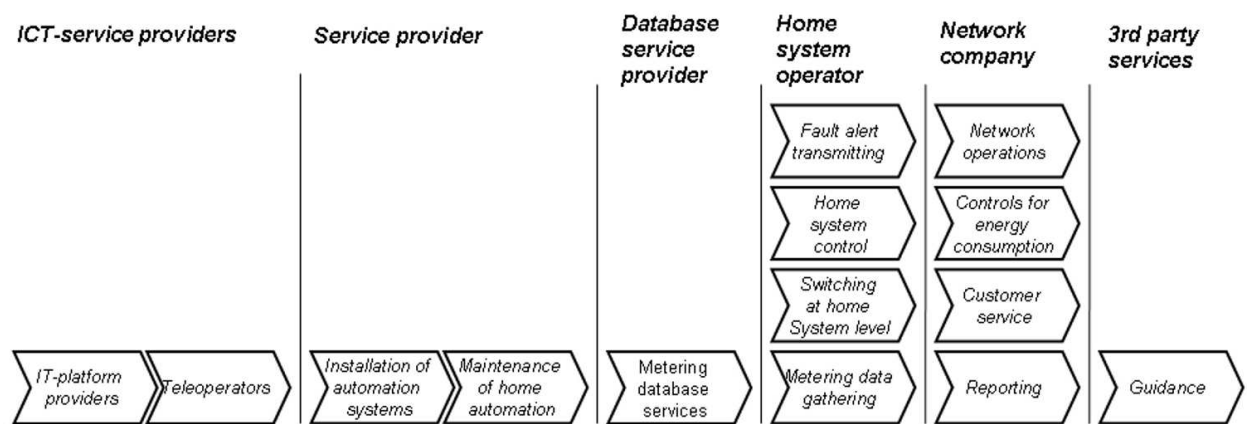 ICT-service providers
Service provider
Database
service
provider
Home
system
operator
Network
company
3rd party
services
Fault alert
transmitting
Network
operations
Home
system
control
Controls for
energy
consumption
Switching
at home
System level
Customer
service
IT-platform
providers
Teleoperators
Installation of
automation
systems
Maintenance
of home
automation
Metering
database
services
Metering data
gathering
Reporting
Guidance